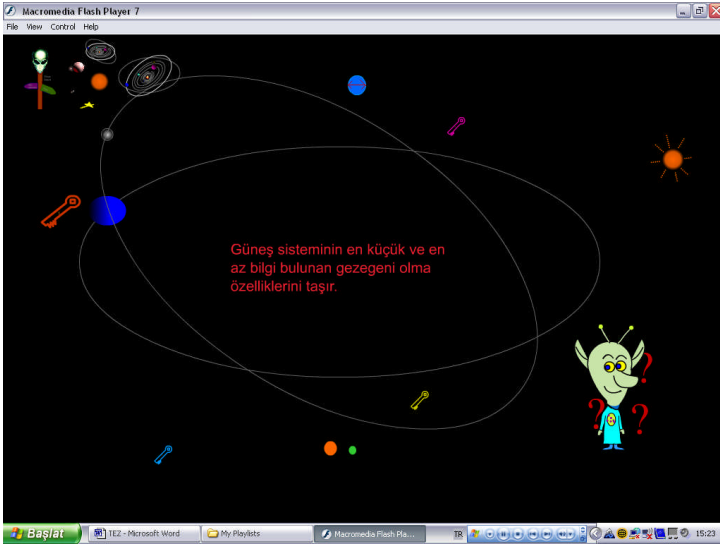 Macromedia Flash Player 7
File View Control Help
Güneş sisteminin en küçük ve en
az bilgi bulunan gezegeni olma
özelliklerini taşır.
? ? ?
Başlat TEZ - Microsoft Word My Playlists Macromedia Flash Pla... TR 15:23